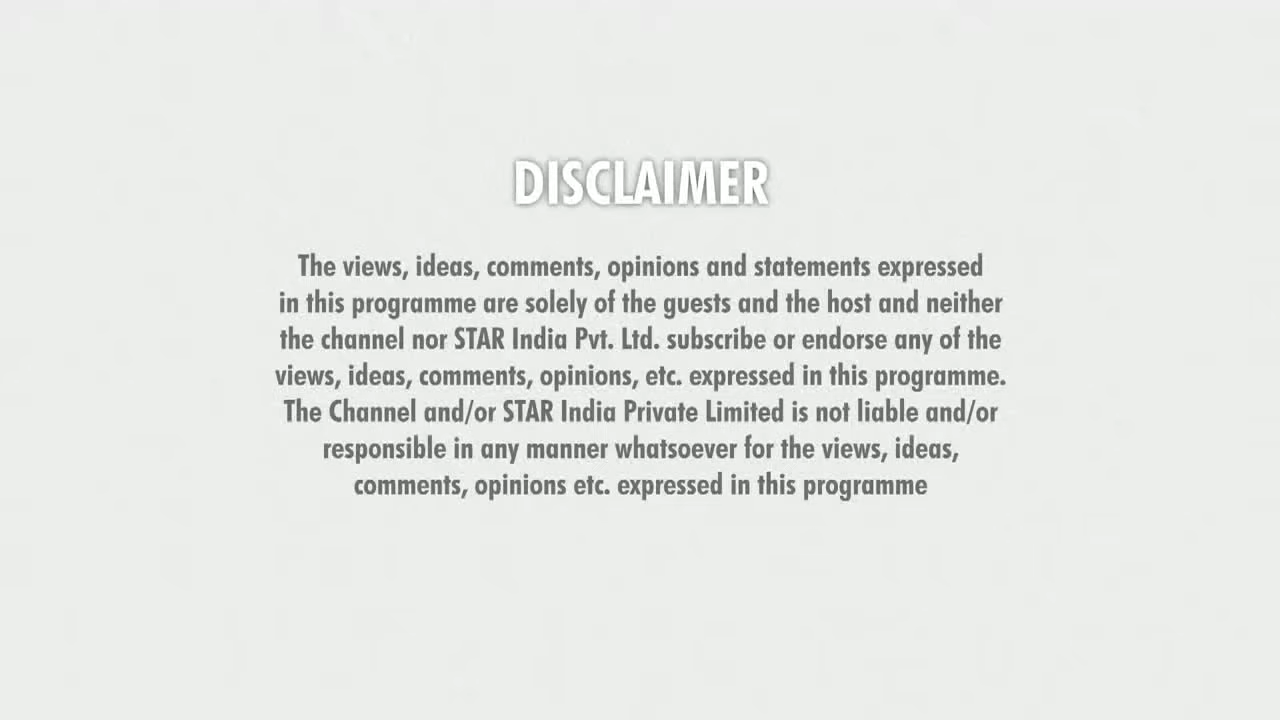 DISCLAIMER
The views, ideas, comments, opinions and statements expressed
in this programme are solely of the guests and the host and neither
the channel nor STAR India Pvt. Ltd. subscribe or endorse any of the
views, ideas, comments, opinions, etc. expressed in this programme.
The Channel and/or STAR India Private Limited is not liable and/or
responsible in any manner whatsoever for the views, ideas,
comments, opinions etc. expressed in this programme